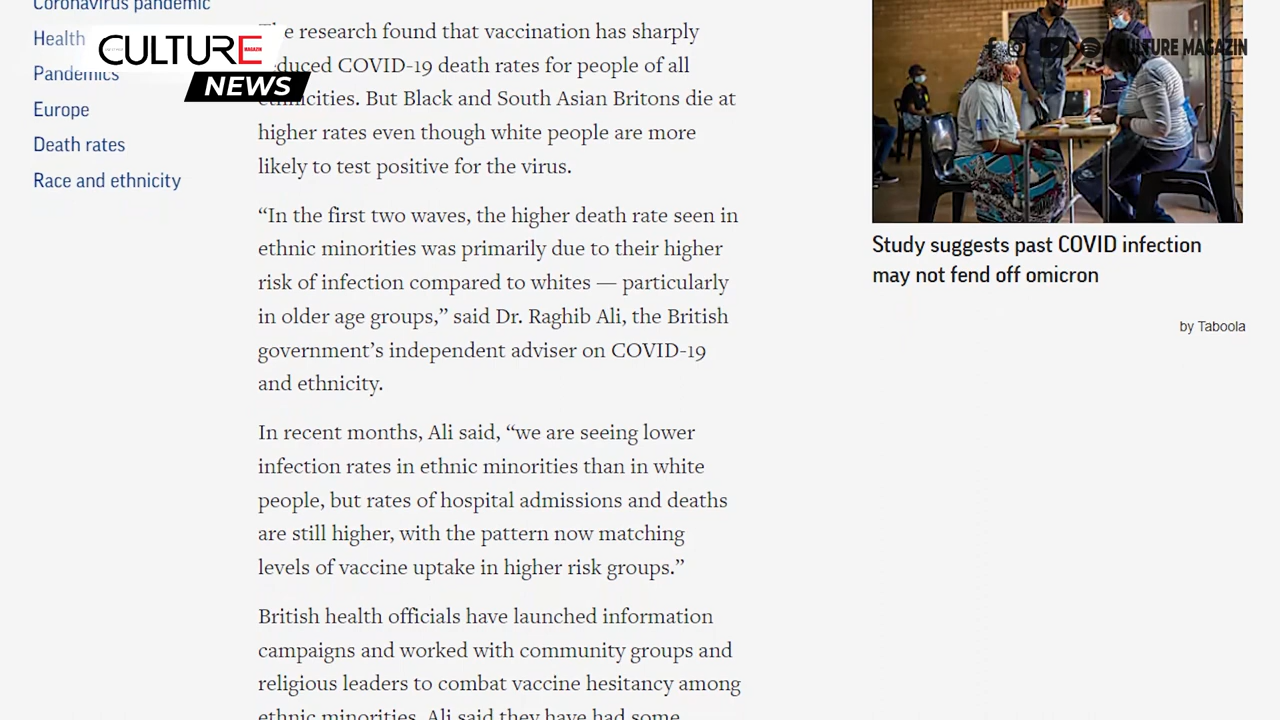 Coronavirus pandemic
Health
Pandemics
Europe
Death rates
Race and ethnicity
CULTURE
MAGAZIN
NEWS
The research found that vaccination has sharply
reduced COVID-19 death rates for people of all
ethnicities. But Black and South Asian Britons die at
higher rates even though white people are more
likely to test positive for the virus.
“In the first two waves, the higher death rate seen in
ethnic minorities was primarily due to their higher
risk of infection compared to whites — particularly
in older age groups,” said Dr. Raghib Ali, the British
government’s independent adviser on COVID-19
and ethnicity.
In recent months, Ali said, “we are seeing lower
infection rates in ethnic minorities than in white
people, but rates of hospital admissions and deaths
are still higher, with the pattern now matching
levels of vaccine uptake in higher risk groups.”
British health officials have launched information
campaigns and worked with community groups and
religious leaders to combat vaccine hesitancy among
ethnic minorities. Ali said they have had some
CULTURE MAGAZIN
Study suggests past COVID infection
may not fend off omicron
by Taboola